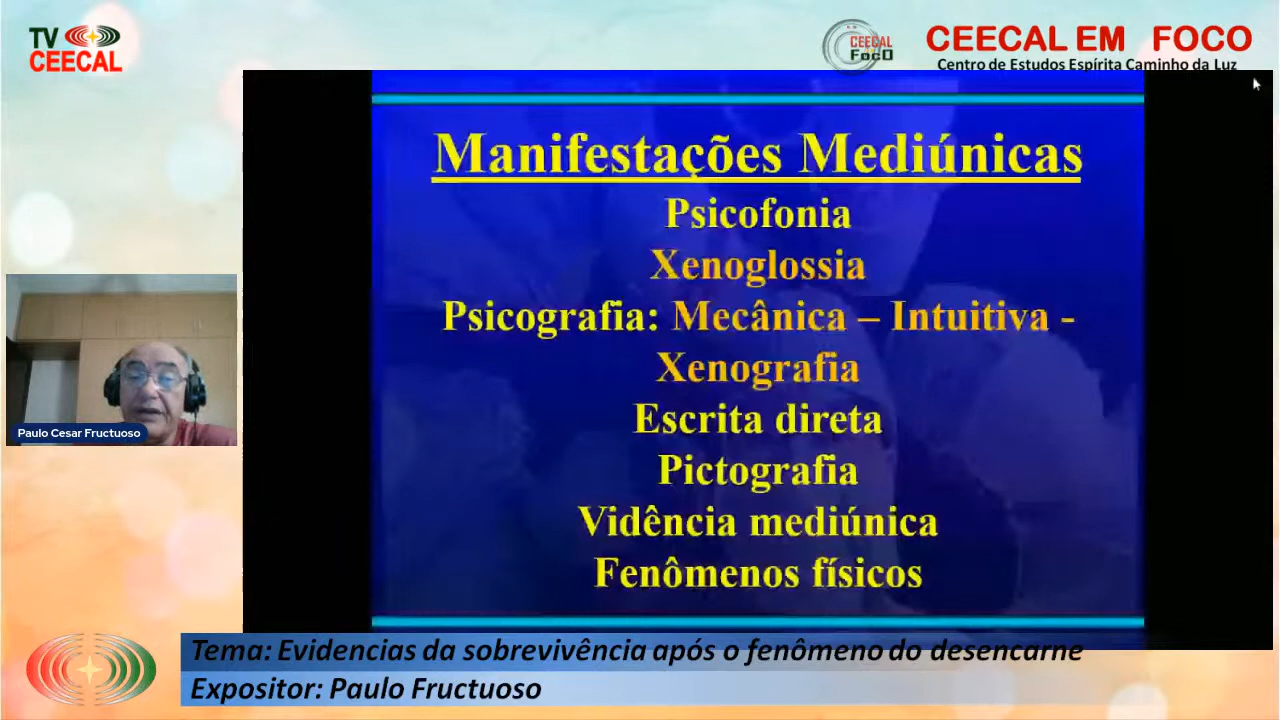 TV
CEECAL
CEECAL
FocO
CEECAL EM FOCO
Centro de Estudos Espírita Caminho da Luz
Manifestações Mediúnicas
Psicofonia
Xenoglossia
Psicografia: Mecânica – Intuitiva -
Xenografia
Escrita direta
Pictografia
Vidência mediúnica
Fenômenos físicos
Paulo Cesar Fructuoso
Tema: Evidencias da sobrevivência após o fenômeno do desencarne
Expositor: Paulo Fructuoso